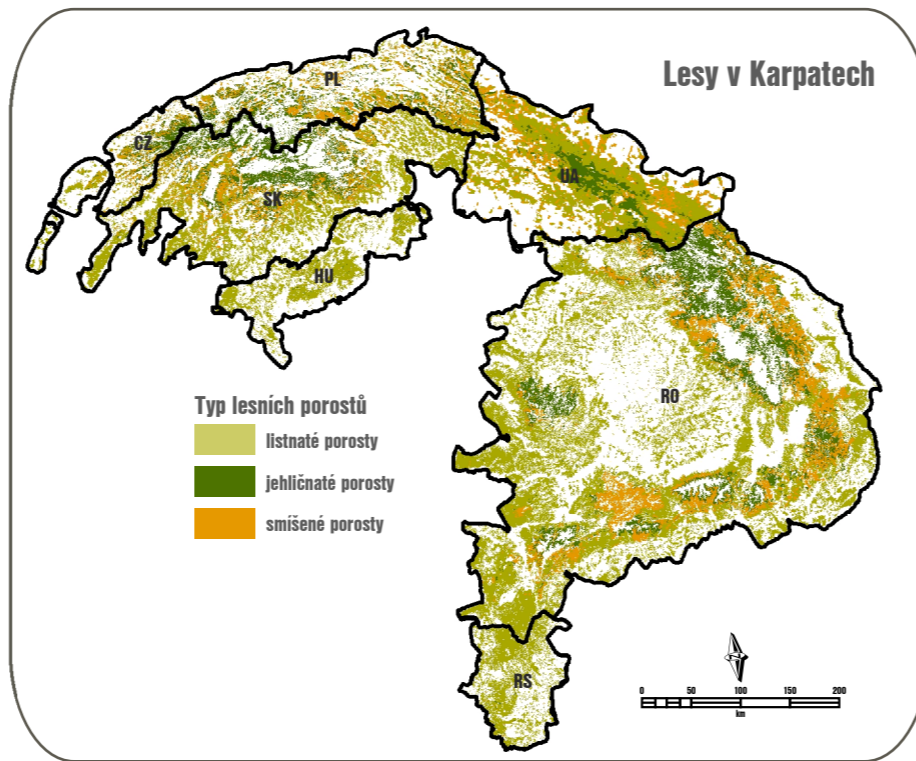 Lesy v Karpatech
PL
CZ
UA
SK
HU
RO
RS
Typ lesních porostů
listnaté porosty
jehličnaté porosty
smíšené porosty
0 50 100 150 200
km